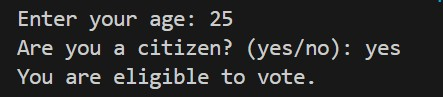 Enter your age: 25
Are you a citizen? (yes/no): yes
You are eligible to vote.